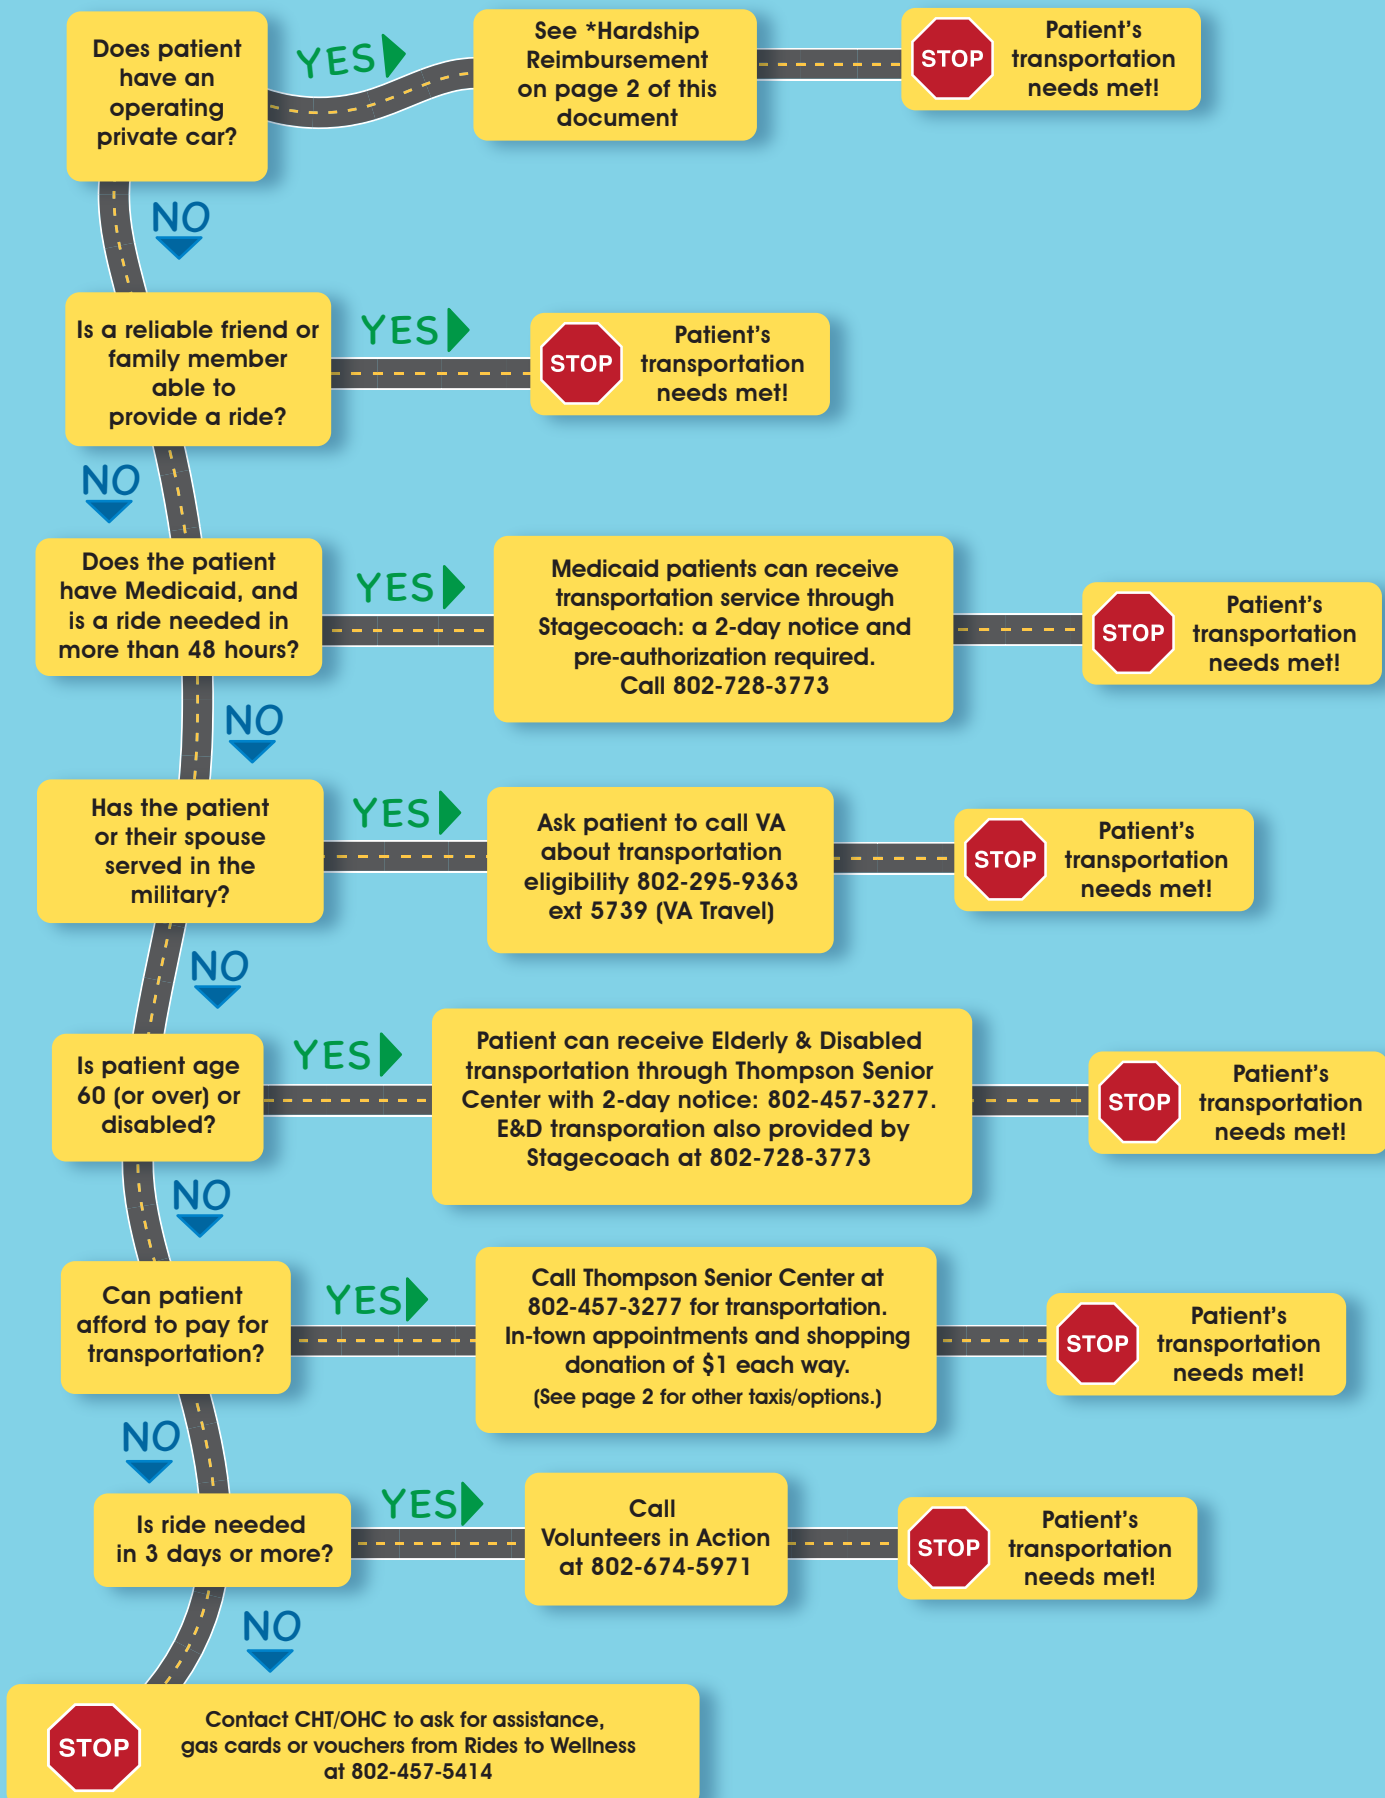 Does patient
have an
operating
private car?
YES
See *Hardship
Reimbursement
on page 2 of this
document
STOP
Patient's
transportation
needs met!
NO
Is a reliable friend or
family member
able to
provide a ride?
YES
STOP
Patient's
transportation
needs met!
NO
Does the patient
have Medicaid, and
is a ride needed in
more than 48 hours?
YES
Medicaid patients can receive
transportation service through
Stagecoach: a 2-day notice and
pre-authorization required.
Call 802-728-3773
STOP
Patient's
transportation
needs met!
NO
Has the patient
or their spouse
served in the
military?
YES
Ask patient to call VA
about transportation
eligibility 802-295-9363
ext 5739 (VA Travel)
STOP
Patient's
transportation
needs met!
NO
Is patient age
60 (or over) or
disabled?
YES
Patient can receive Elderly & Disabled
transportation through Thompson Senior
Center with 2-day notice: 802-457-3277.
E&D transporation also provided by
Stagecoach at 802-728-3773
STOP
Patient's
transportation
needs met!
NO
Can patient
afford to pay for
transportation?
YES
Call Thompson Senior Center at
802-457-3277 for transportation.
In-town appointments and shopping
donation of $1 each way.
(See page 2 for other taxis/options.)
STOP
Patient's
transportation
needs met!
NO
Is ride needed
in 3 days or more?
YES
Call
Volunteers in Action
at 802-674-5971
STOP
Patient's
transportation
needs met!
NO
STOP
Contact CHT/OHC to ask for assistance,
gas cards or vouchers from Rides to Wellness
at 802-457-5414